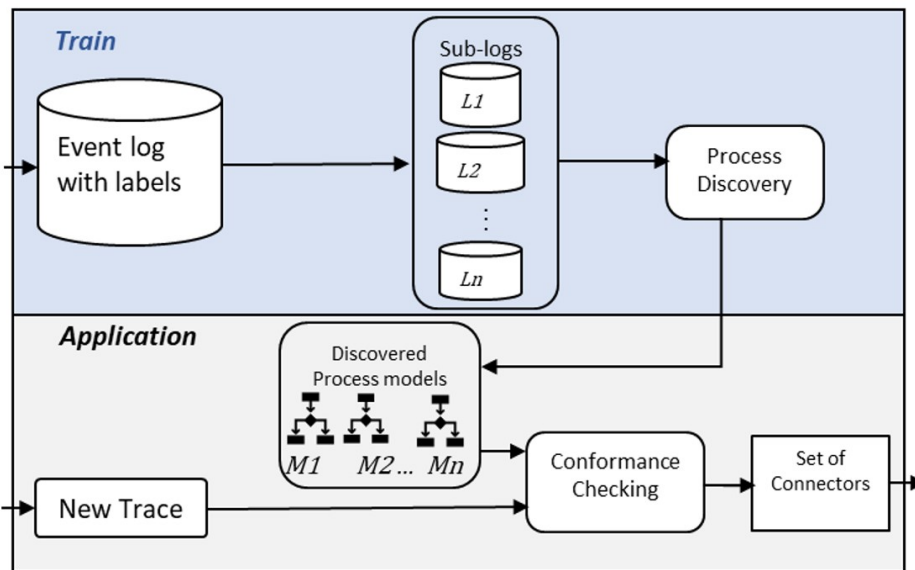 Train
Event log
with labels
Sub-logs
L1
L2
⋮
Ln
Process
Discovery
Application
Discovered
Process models
M1 M2... Mn
New Trace
Conformance
Checking
Set of
Connectors